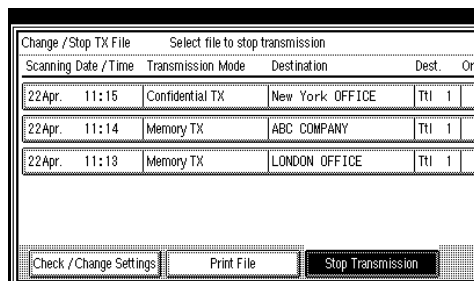 Change / Stop TX File Select file to stop transmission
Scanning Date / Time Transmission Mode Destination Dest. Or
22Apr. 11:15 Confidential TX New York OFFICE Ttl 1
22Apr. 11:14 Memory TX ABC COMPANY Ttl 1
22Apr. 11:13 Memory TX LONDON OFFICE Ttl 1
Check / Change Settings Print File Stop Transmission